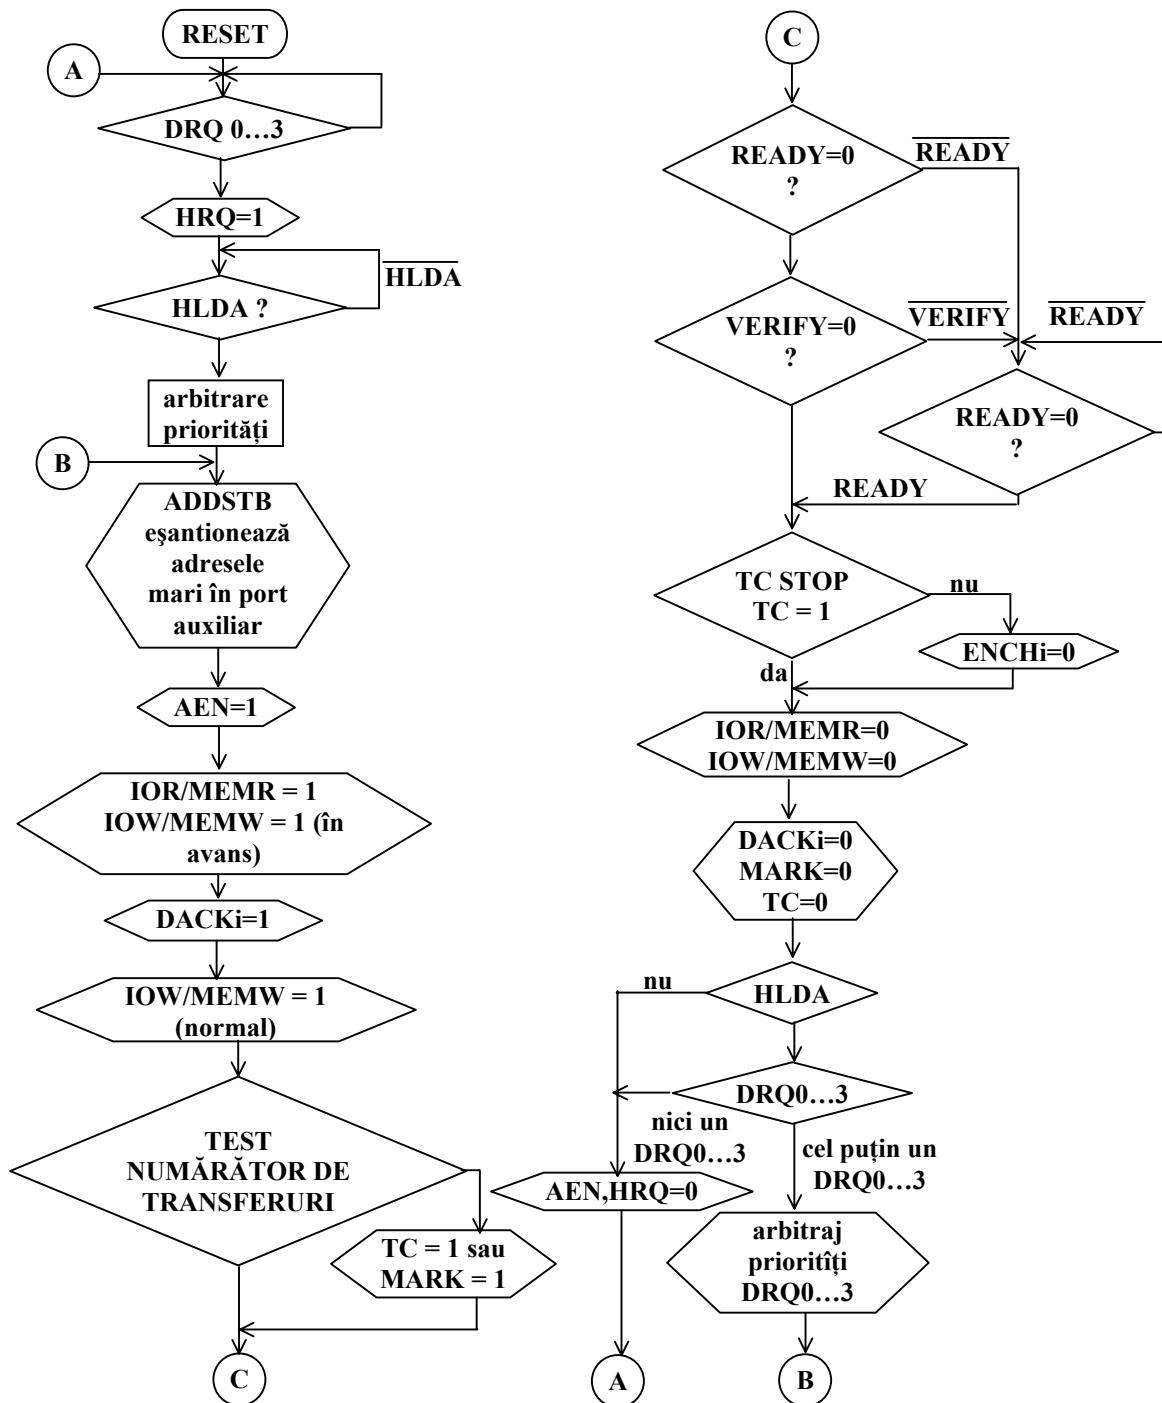 RESET
A
DRQ 0…3
HRQ=1
HLDA
HLDA ?
arbitrare
priorități
B
ADDSTB
eşantionează
adresele
mari în port
auxiliar
AEN=1
IOR/MEMR = 1
IOW/MEMW = 1 (în
avans)
DACKi=1
IOW/MEMW = 1
(normal)
TEST
NUMĂRĂTOR DE
TRANSFERURI
TC = 1 sau
MARK = 1
C
C
READY=0
?
READY
VERIFY=0
?
VERIFY
READY
READY=0
?
READY
TC STOP
TC = 1
nu
ENCHi=0
da
IOR/MEMR=0
IOW/MEMW=0
DACKi=0
MARK=0
TC=0
nu
HLDA
DRQ0…3
nici un
DRQ0…3
cel puțin un
DRQ0…3
AEN,HRQ=0
arbitraj
prioritîți
DRQ0…3
A
B